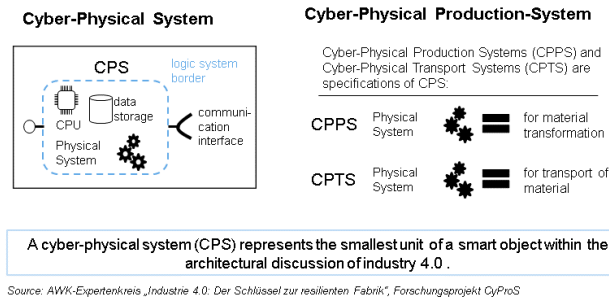 Cyber-Physical System
CPS
logic system
border
data
storage
CPU
Physical
System
communi-
cation
interface
Cyber-Physical Production-System
Cyber-Physical Production Systems (CPPS) and
Cyber-Physical Transport Systems (CPTS) are
specifications of CPS:
CPPS
Physical
System
for material
transformation
CPTS
Physical
System
for transport of
material
A cyber-physical system (CPS) represents the smallest unit of a smart object within the
architectural discussion of industry 4.0 .
Source: AWK-Expertenkreis „Industrie 4.0: Der Schlüssel zur resilienten Fabrik“, Forschungsprojekt CyProS